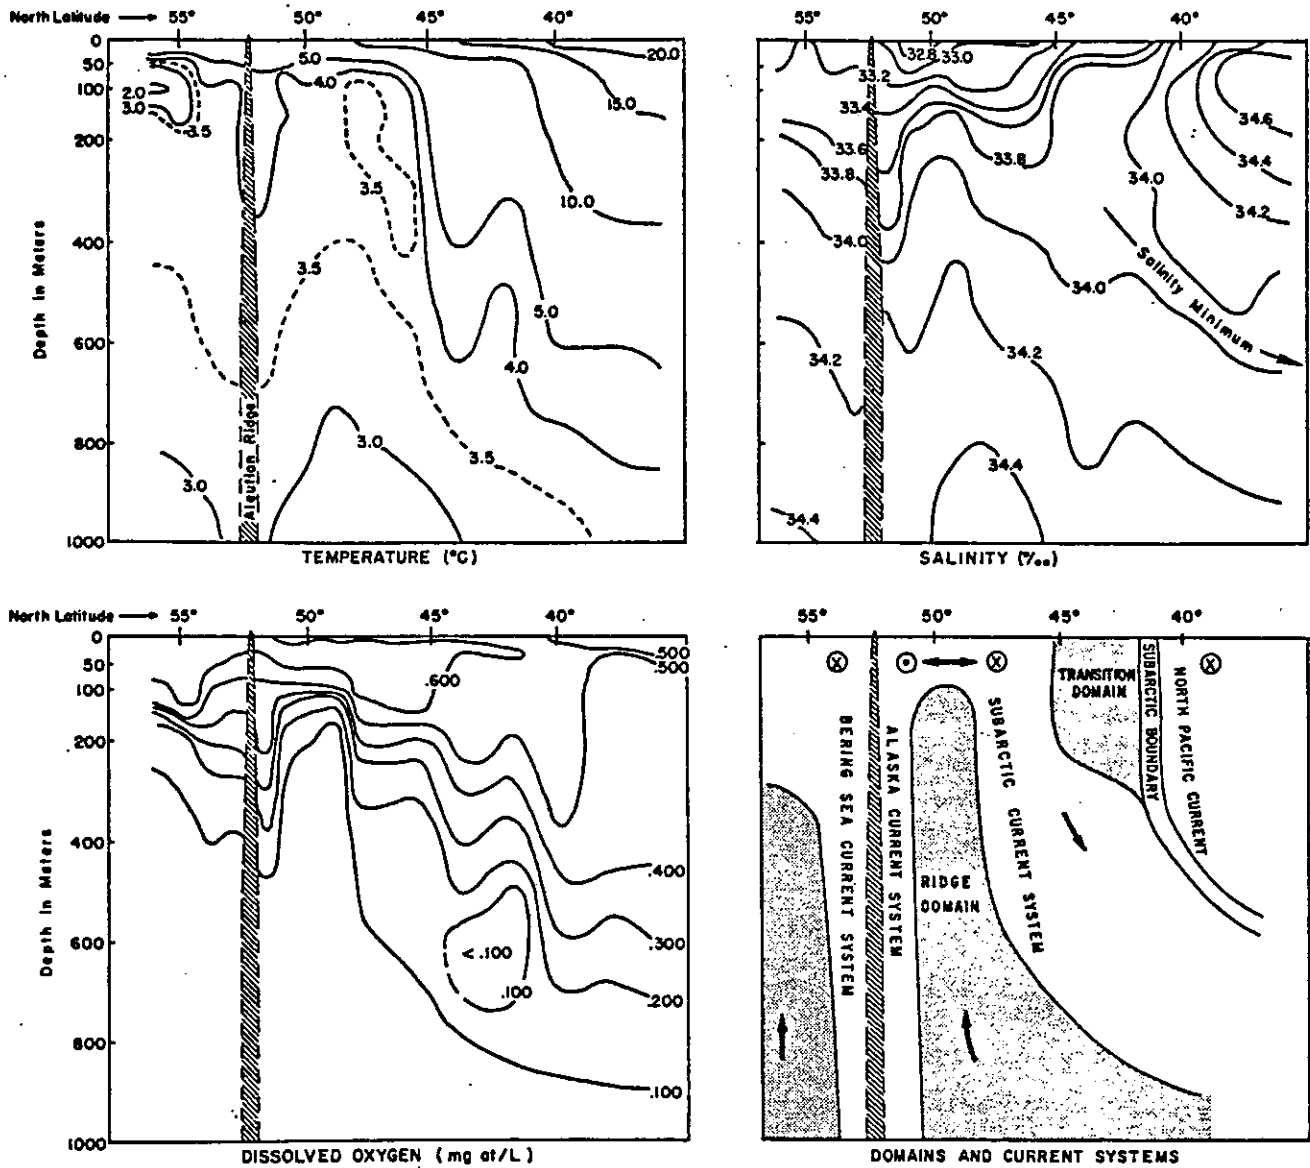 North Latitude 55° 50° 45° 40°
0
50
100
200
400
600
800
1000
Depth in Meters
5.0
4.0
2.0
3.0
3.5
20.0
15.0
10.0
3.5
3.5
5.0
4.0
3.0
3.0
3.5
Aleution Ridge
TEMPERATURE (°C)
55° 50° 45° 40°
32.8
33.0
33.2
33.4
33.6
33.8
33.8
34.0
34.6
34.4
34.2
34.0
34.0
34.2
34.2
34.4
34.4
Salinity Minimum
SALINITY (‰)
North Latitude 55° 50° 45° 40°
0
50
100
200
400
600
800
1000
Depth in Meters
.500
.500
.600
.400
.300
.200
< .100
.100
.100
DISSOLVED OXYGEN ( mg at/L )
55° 50° 45° 40°
BERING SEA CURRENT SYSTEM
ALASKA CURRENT SYSTEM
RIDGE
DOMAIN
SUBARCTIC CURRENT SYSTEM
TRANSITION
DOMAIN
SUBARCTIC BOUNDARY
NORTH PACIFIC CURRENT
DOMAINS AND CURRENT SYSTEMS